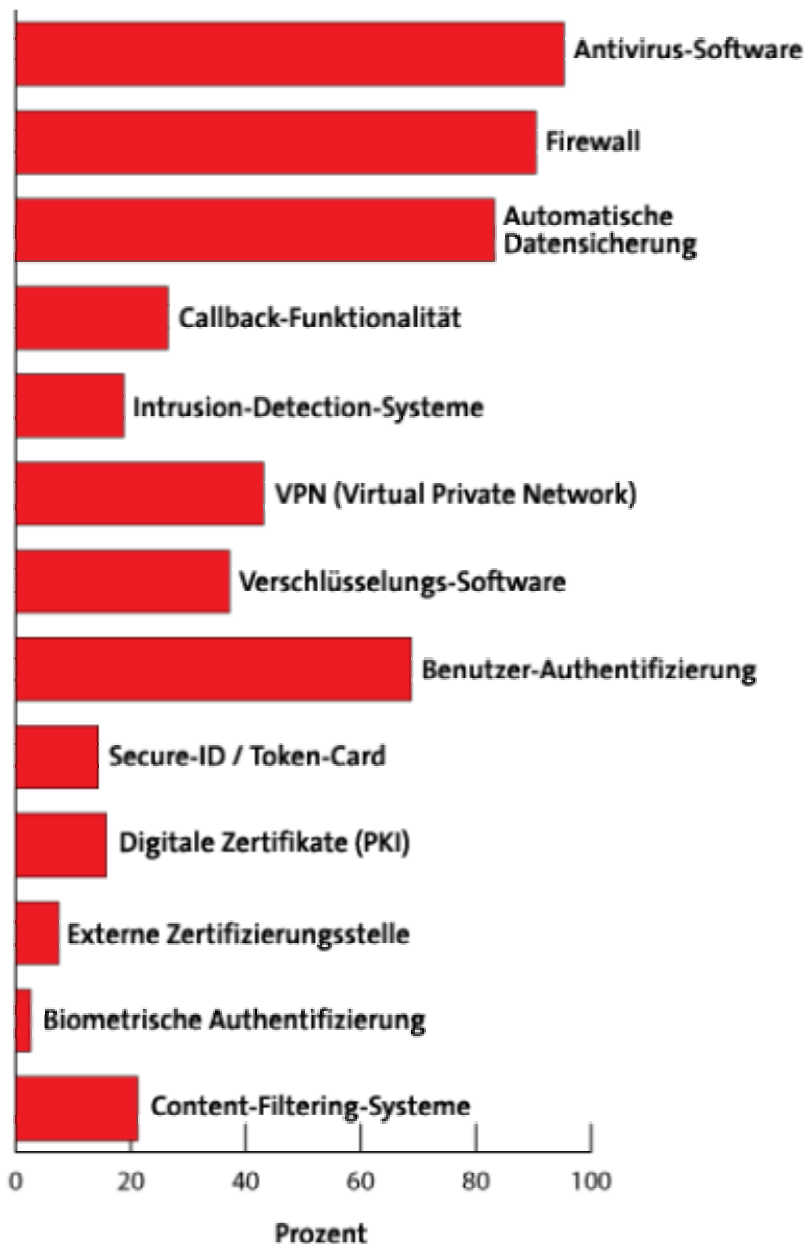 Antivirus-Software
Firewall
Automatische
Datensicherung
Callback-Funktionalität
Intrusion-Detection-Systeme
VPN (Virtual Private Network)
Verschlüsselungs-Software
Benutzer-Authentifizierung
Secure-ID / Token-Card
Digitale Zertifikate (PKI)
Externe Zertifizierungsstelle
Biometrische Authentifizierung
Content-Filtering-Systeme
0 20 40 60 80 100
Prozent